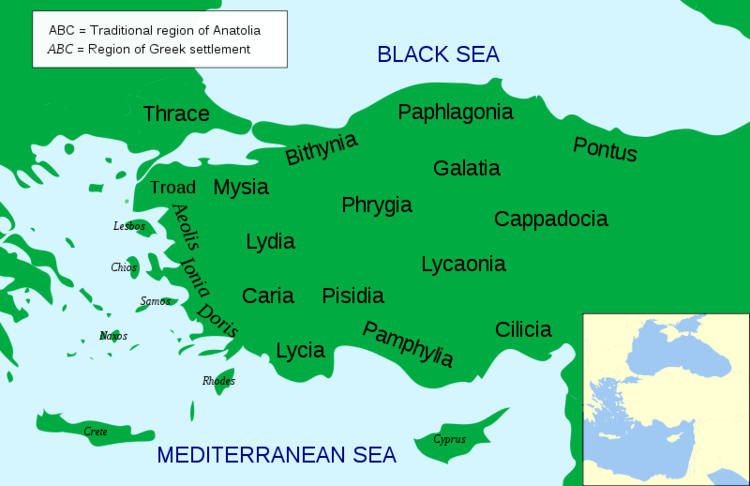 ABC = Traditional region of Anatolia
ABC = Region of Greek settlement
BLACK SEA
Thrace
Paphlagonia
Bithynia
Pontus
Galatia
Troad
Mysia
Phrygia
Aeolis
Cappadocia
Lesbos
Lydia
Chios
Ionia
Lycaonia
Samos
Caria
Pisidia
Doris
Naxos
Lycia
Pamphylia
Cilicia
Rhodes
Crete
Cyprus
MEDITERRANEAN SEA